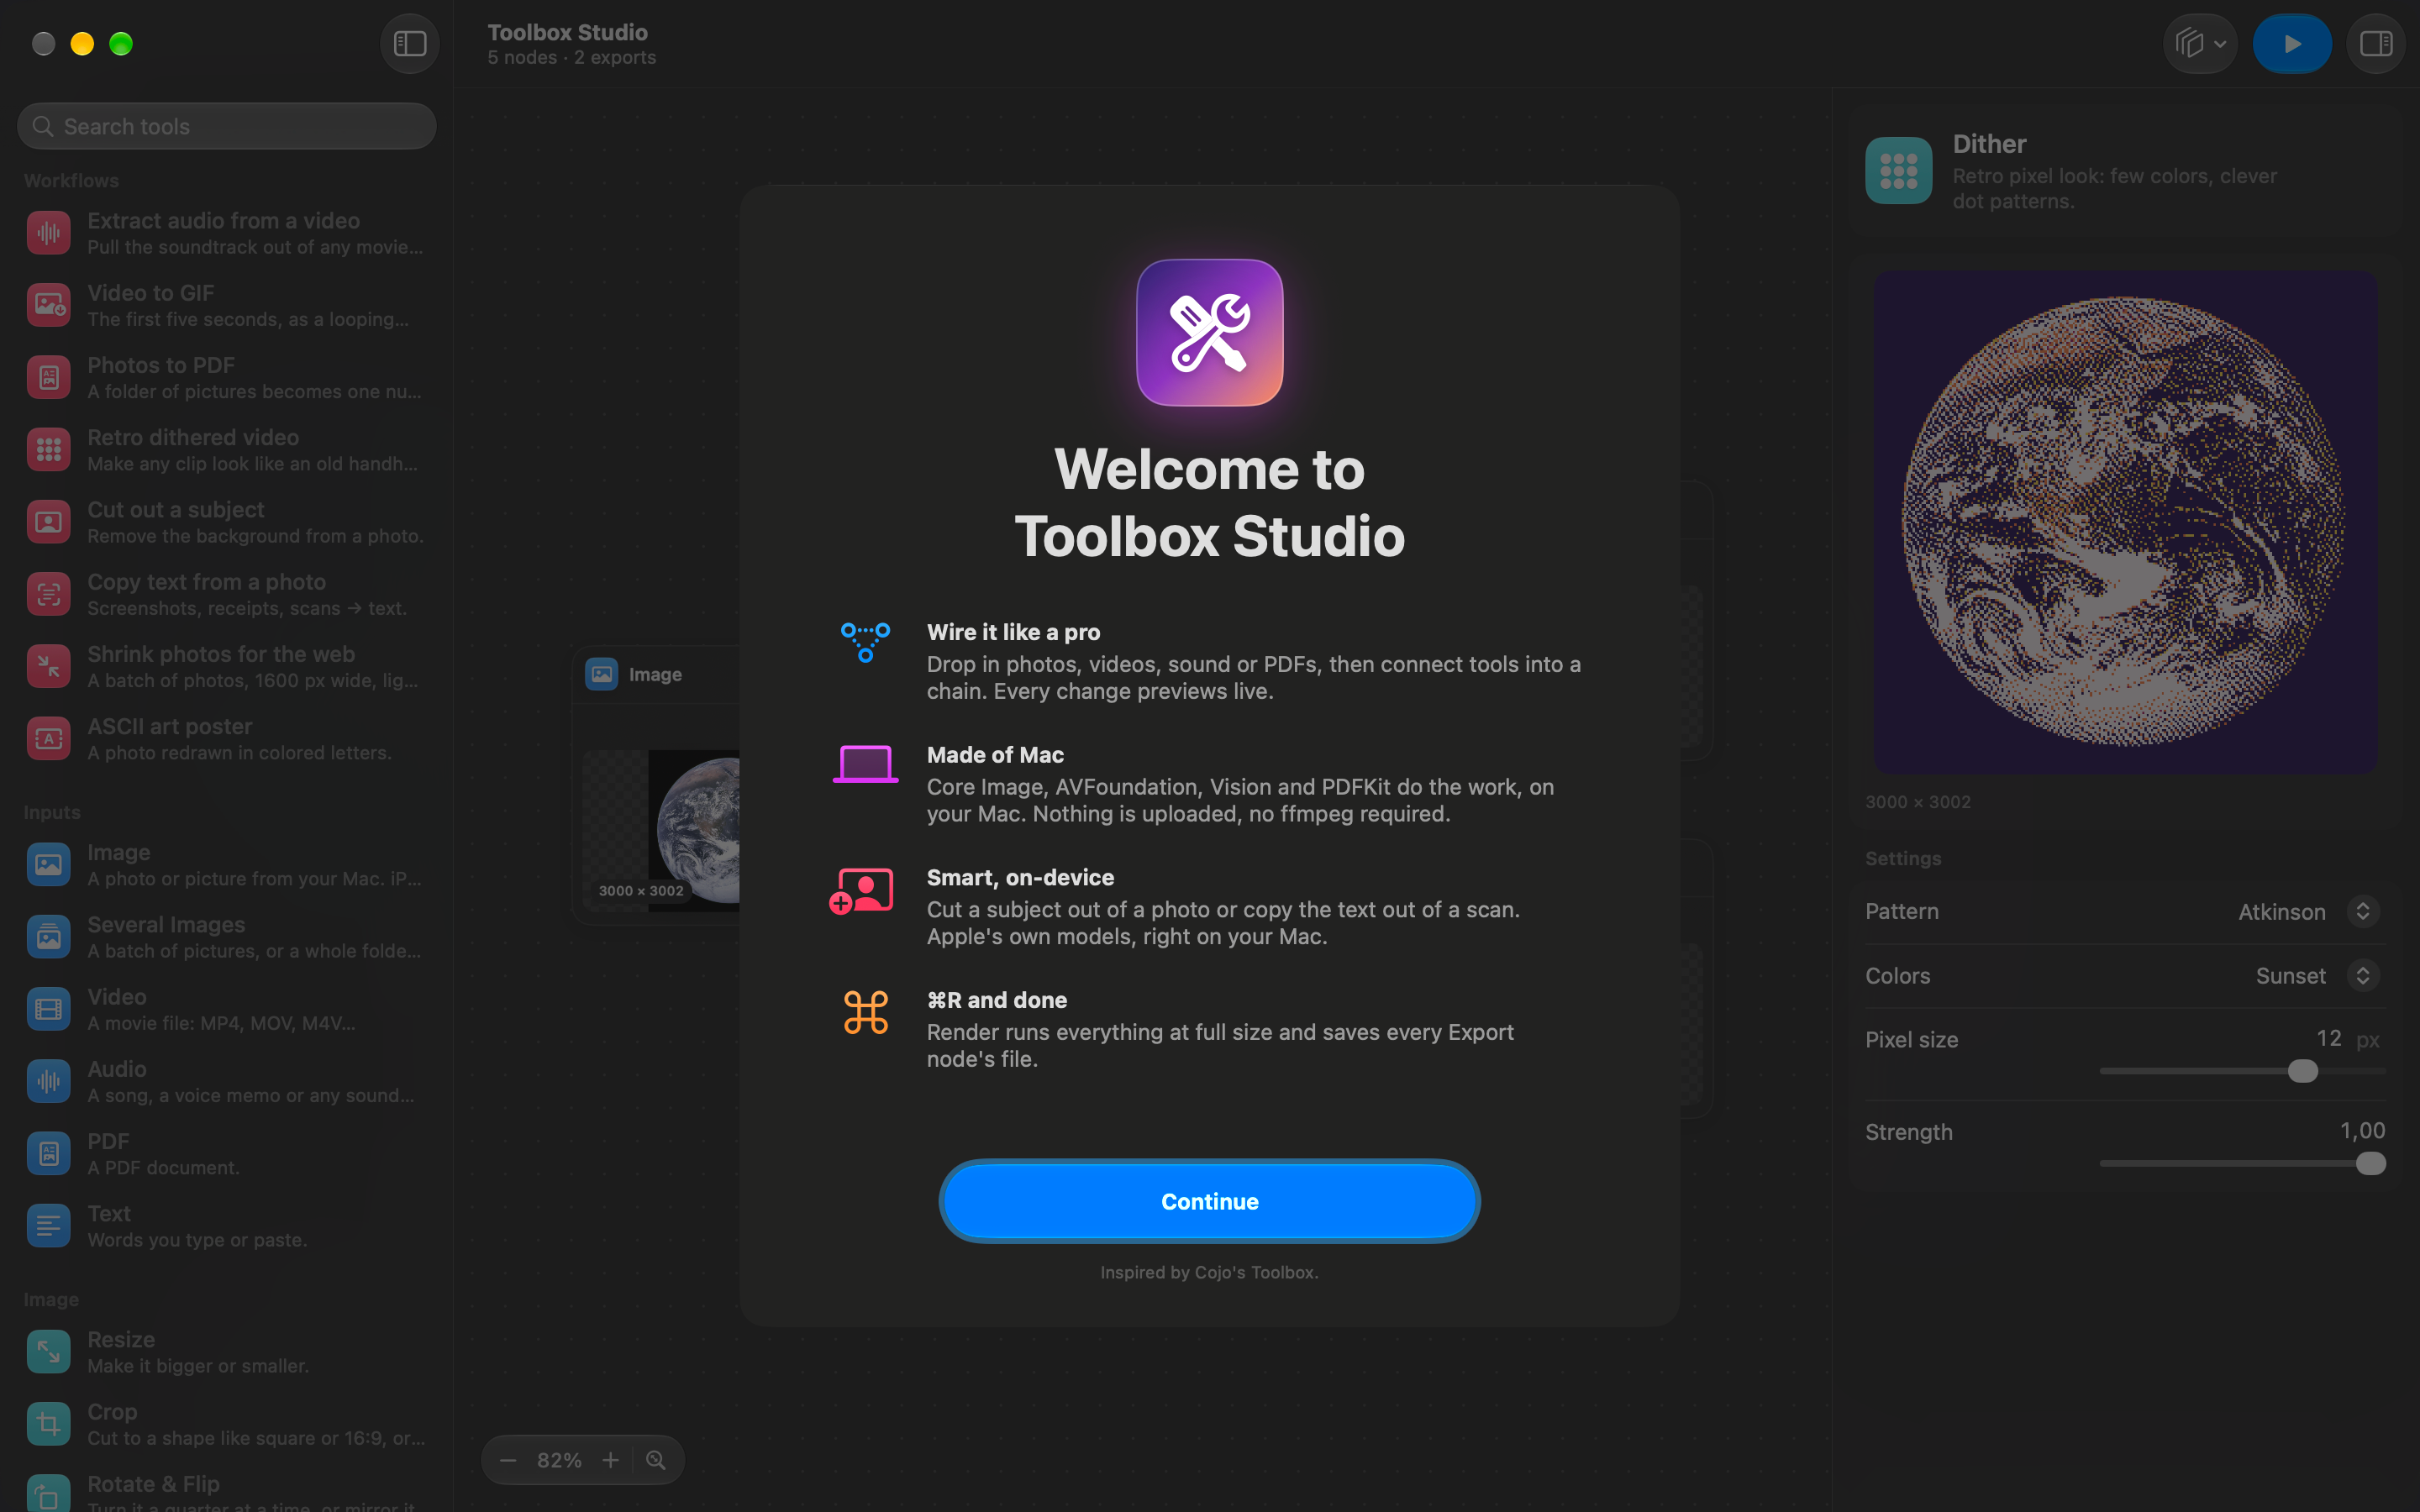 Toolbox Studio
5 nodes · 2 exports
Search tools
Workflows
Extract audio from a video
Pull the soundtrack out of any movie...
Video to GIF
The first five seconds, as a looping...
Photos to PDF
A folder of pictures becomes one nu...
Retro dithered video
Make any clip look like an old handh...
Cut out a subject
Remove the background from a photo.
Copy text from a photo
Screenshots, receipts, scans → text.
Shrink photos for the web
A batch of photos, 1600 px wide, lig...
ASCII art poster
A photo redrawn in colored letters.
Inputs
Image
A photo or picture from your Mac. iP...
Several Images
A batch of pictures, or a whole folde...
Video
A movie file: MP4, MOV, M4V...
Audio
A song, a voice memo or any sound...
PDF
A PDF document.
Text
Words you type or paste.
Image
Resize
Make it bigger or smaller.
Crop
Cut to a shape like square or 16:9, or...
Rotate & Flip
Turn it a quarter at a time, or mirror it
Image
3000 × 3002
82%
Welcome to
Toolbox Studio
Wire it like a pro
Drop in photos, videos, sound or PDFs, then connect tools into a
chain. Every change previews live.
Made of Mac
Core Image, AVFoundation, Vision and PDFKit do the work, on
your Mac. Nothing is uploaded, no ffmpeg required.
Smart, on-device
Cut a subject out of a photo or copy the text out of a scan.
Apple's own models, right on your Mac.
⌘R and done
Render runs everything at full size and saves every Export
node's file.
Continue
Inspired by Cojo's Toolbox.
Dither
Retro pixel look: few colors, clever
dot patterns.
3000 × 3002
Settings
Pattern Atkinson
Colors Sunset
Pixel size 12 px
Strength 1,00